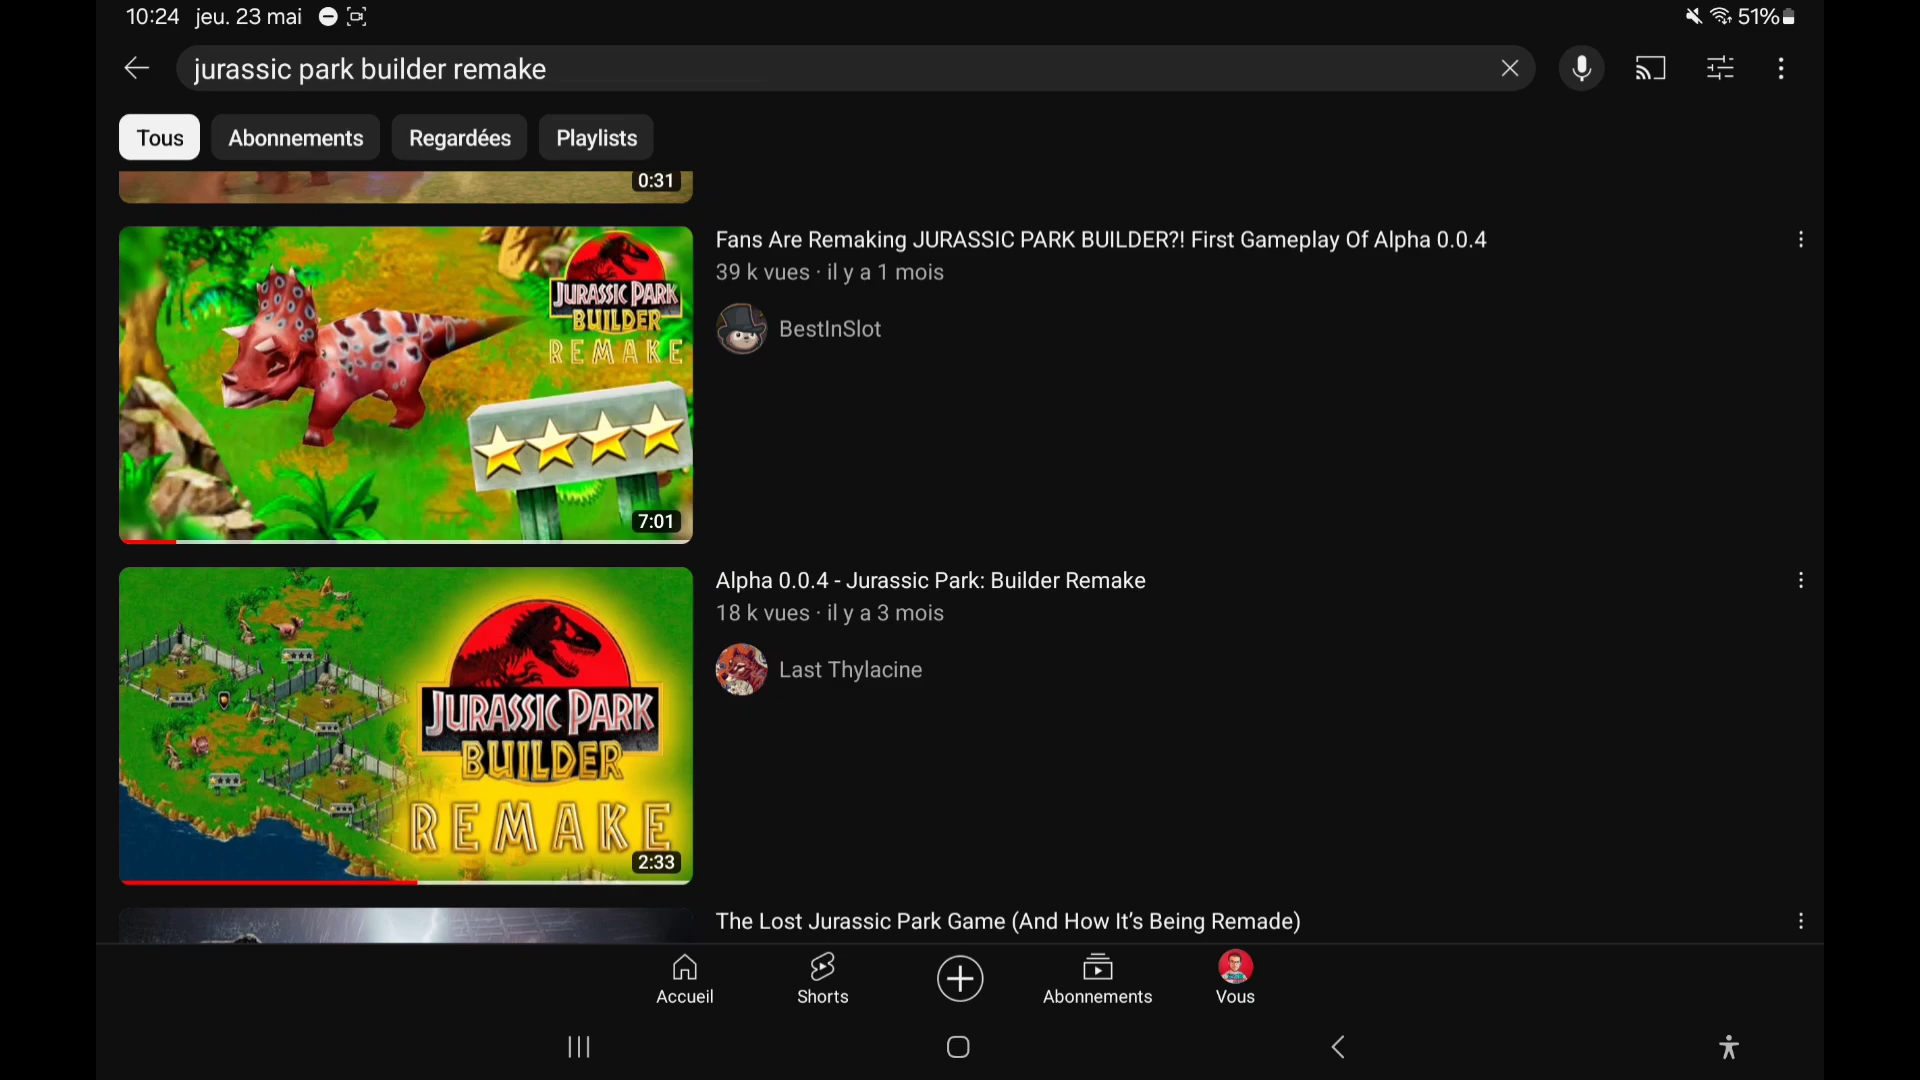 10:24 jeu. 23 mai
51%
jurassic park builder remake
Tous
Abonnements
Regardées
Playlists
0:31
JURASSIC PARK
BUILDER
REMAKE
7:01
Fans Are Remaking JURASSIC PARK BUILDER?! First Gameplay Of Alpha 0.0.4
39 k vues · il y a 1 mois
BestInSlot
JURASSIC PARK
BUILDER
REMAKE
2:33
Alpha 0.0.4 - Jurassic Park: Builder Remake
18 k vues · il y a 3 mois
Last Thylacine
The Lost Jurassic Park Game (And How It’s Being Remade)
Accueil
Shorts
Abonnements
Vous